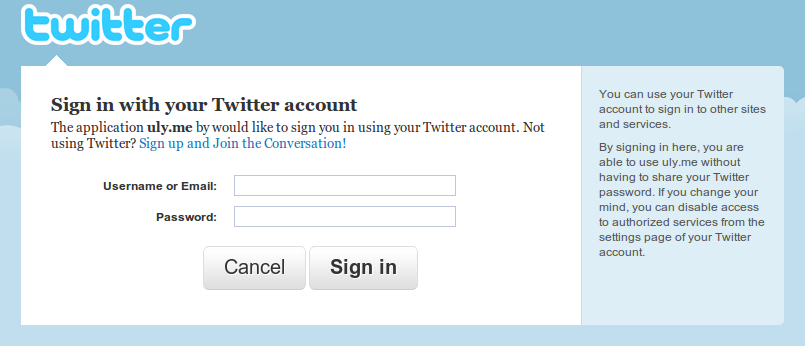 twitter
Sign in with your Twitter account
The application uly.me by would like to sign you in using your Twitter account. Not
using Twitter? Sign up and Join the Conversation!
Username or Email:
Password:
Cancel Sign in
You can use your Twitter
account to sign in to other sites
and services.
By signing in here, you are
able to use uly.me without
having to share your Twitter
password. If you change your
mind, you can disable access
to authorized services from the
settings page of your Twitter
account.